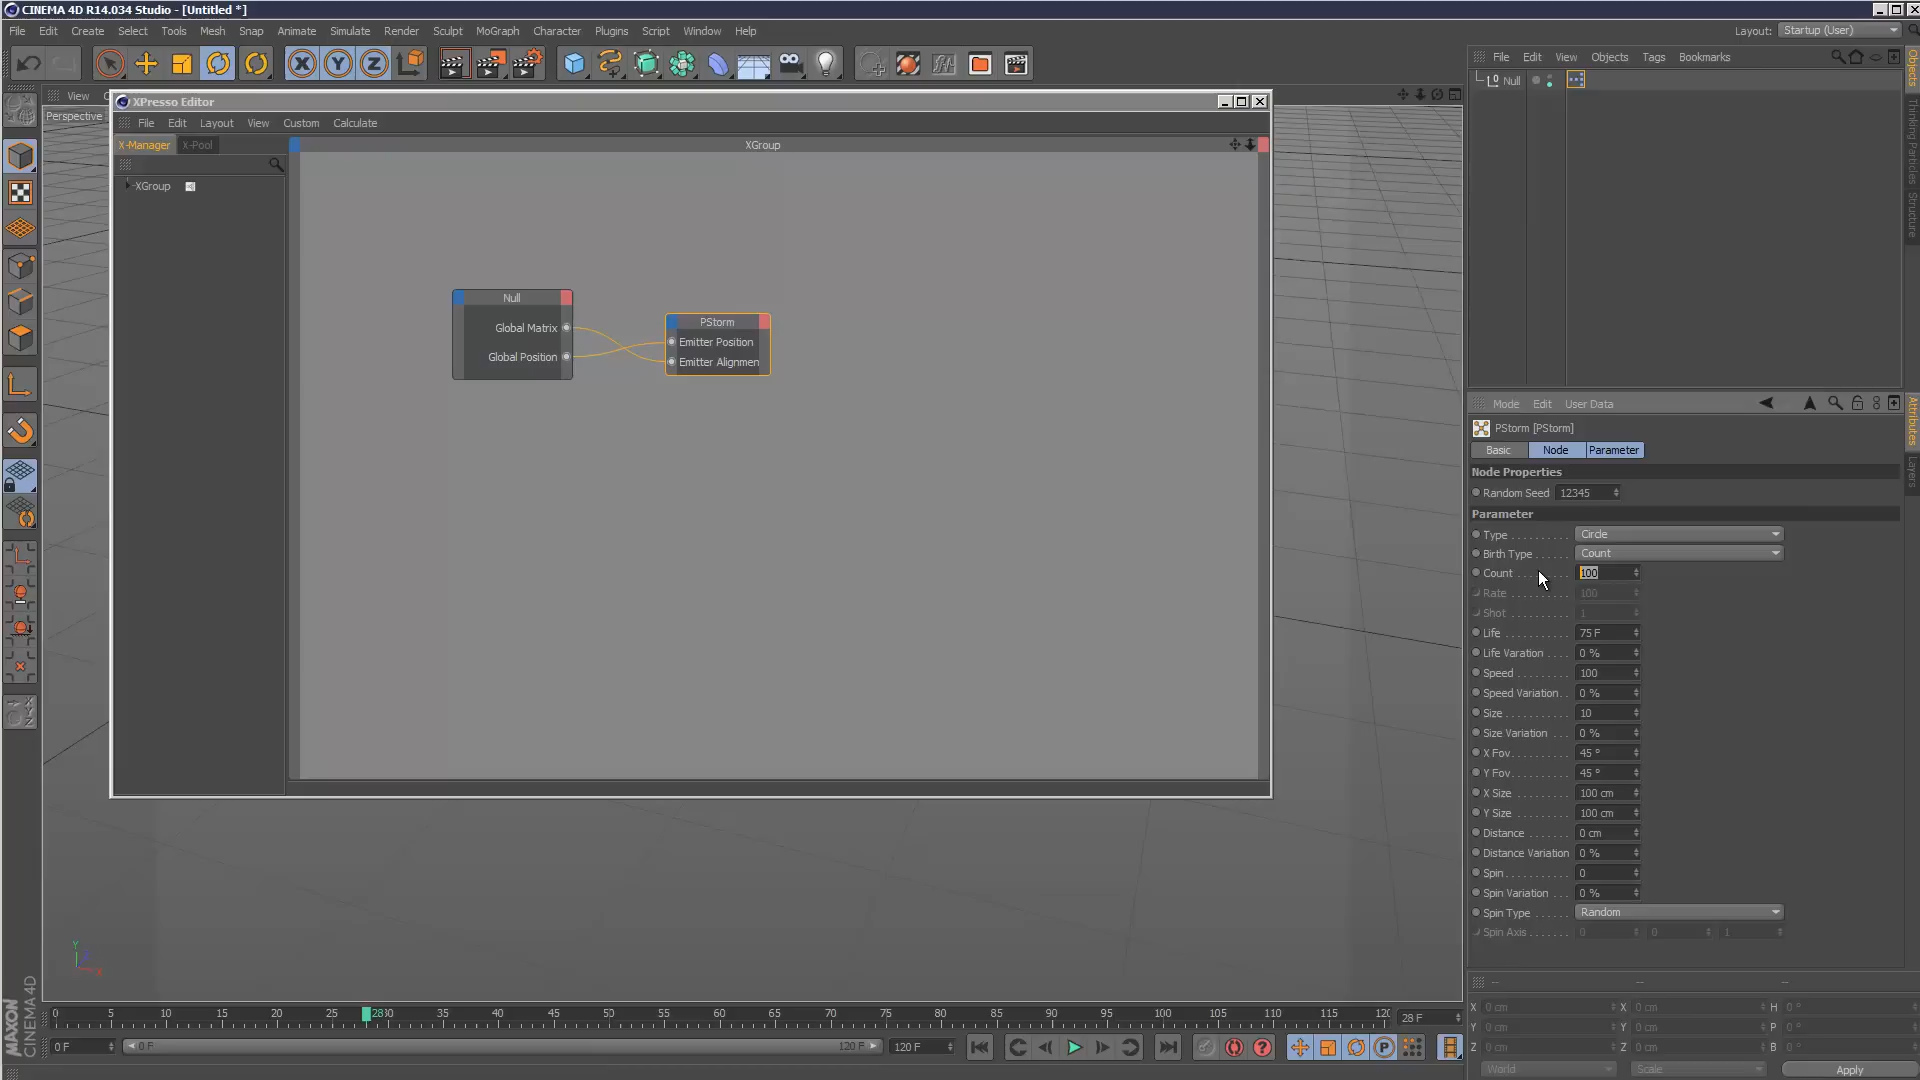 CINEMA 4D R14.034 Studio - [Untitled *]
File Edit Create Select Tools Mesh Snap Animate Simulate Render Sculpt MoGraph Character Plugins Script Window Help
Layout: Startup (User)
File Edit View Objects Tags Bookmarks
Null
Objects
Thinking Particles
Structure
View
Perspective
XPresso Editor
File Edit Layout View Custom Calculate
X-Manager X-Pool
XGroup
XGroup
Null
Global Matrix
Global Position
PStorm
Emitter Position
Emitter Alignmen
Mode Edit User Data
Attributes
Layers
PStorm [PStorm]
Basic Node Parameter
Node Properties
Random Seed 12345
Parameter
Type Circle
Birth Type Count
Count 100
Rate 100
Shot 1
Life 75 F
Life Varation 0 %
Speed 100
Speed Variation 0 %
Size 10
Size Variation 0 %
X Fov 45 °
Y Fov 45 °
X Size 100 cm
Y Size 100 cm
Distance 0 cm
Distance Variation 0 %
Spin 0
Spin Variation 0 %
Spin Type Random
Spin Axis 0 0 1
Y
X
MAXON
CINEMA 4D
0 5 10 15 20 25 2830 35 40 45 50 55 60 65 70 75 80 85 90 95 100 105 110 115 120
28 F
0 F 0 F 120 F 120 F
-- -- --
X 0 cm X 0 cm H 0 °
Y 0 cm Y 0 cm P 0 °
Z 0 cm Z 0 cm B 0 °
World Scale Apply